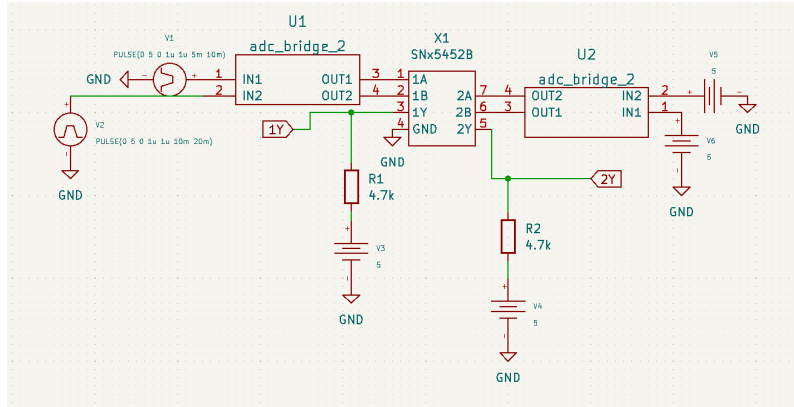 V1
PULSE(0 5 0 1u 1u 5m 10m)
U1
adc_bridge_2
GND
1 IN1 OUT1 3
2 IN2 OUT2 4
X1
SNx5452B
1 1A
2 1B
3 1Y
4 GND
2A 7
2B 6
2Y 5
U2
adc_bridge_2
4 OUT2 IN2 2
3 OUT1 IN1 1
V5
5
GND
V2
PULSE(0 5 0 1u 1u 10m 20m)
GND
1Y
GND
V6
5
GND
R1
4.7k
2Y
V3
5
GND
R2
4.7k
V4
5
GND